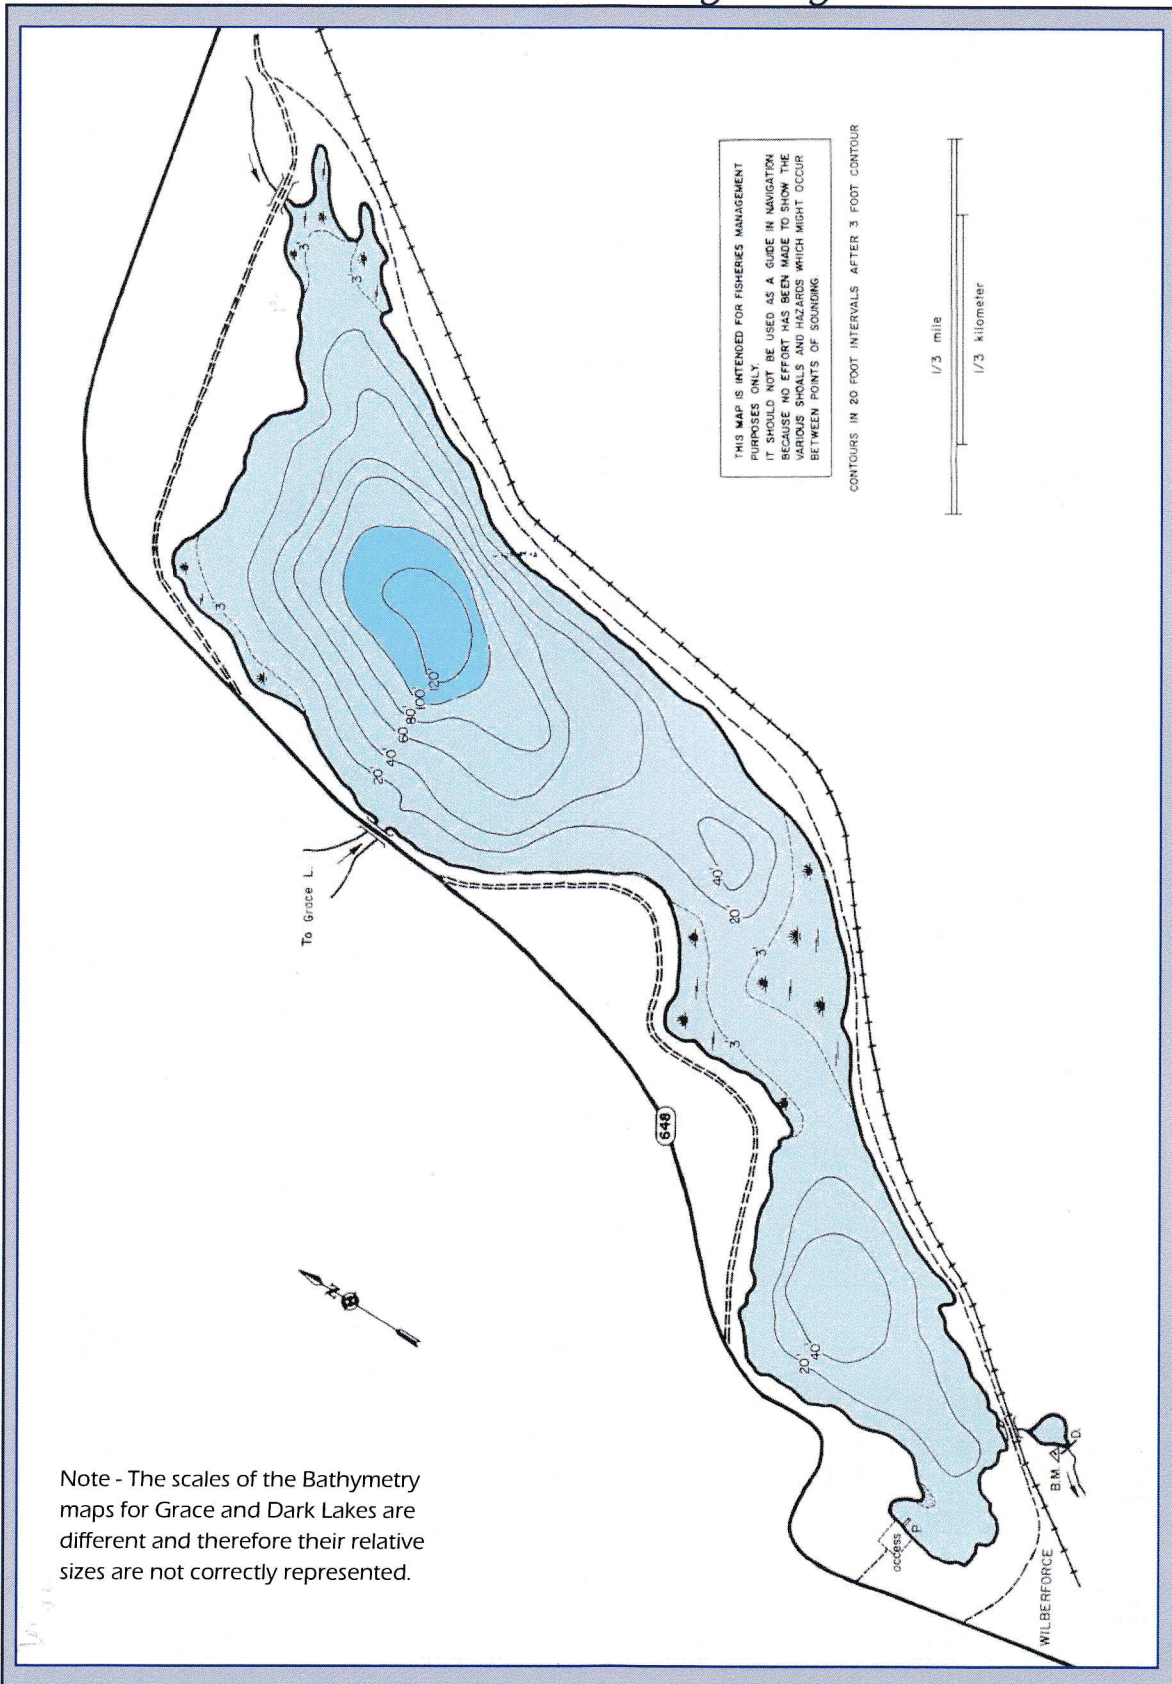 THIS MAP IS INTENDED FOR FISHERIES MANAGEMENT
PURPOSES ONLY.
IT SHOULD NOT BE USED AS A GUIDE IN NAVIGATION
BECAUSE NO EFFORT HAS BEEN MADE TO SHOW THE
VARIOUS SHOALS AND HAZARDS WHICH MIGHT OCCUR
BETWEEN POINTS OF SOUNDING.
CONTOURS IN 20 FOOT INTERVALS AFTER 3 FOOT CONTOUR
1/3 mile
1/3 kilometer
3'
3'
3'
120'
100'
80'
60'
40'
20'
To Grace L.
40'
20'
3'
3'
648
N
20'
40'
access
P.
B.M.
D.
WILBERFORCE
Note - The scales of the Bathymetry
maps for Grace and Dark Lakes are
different and therefore their relative
sizes are not correctly represented.